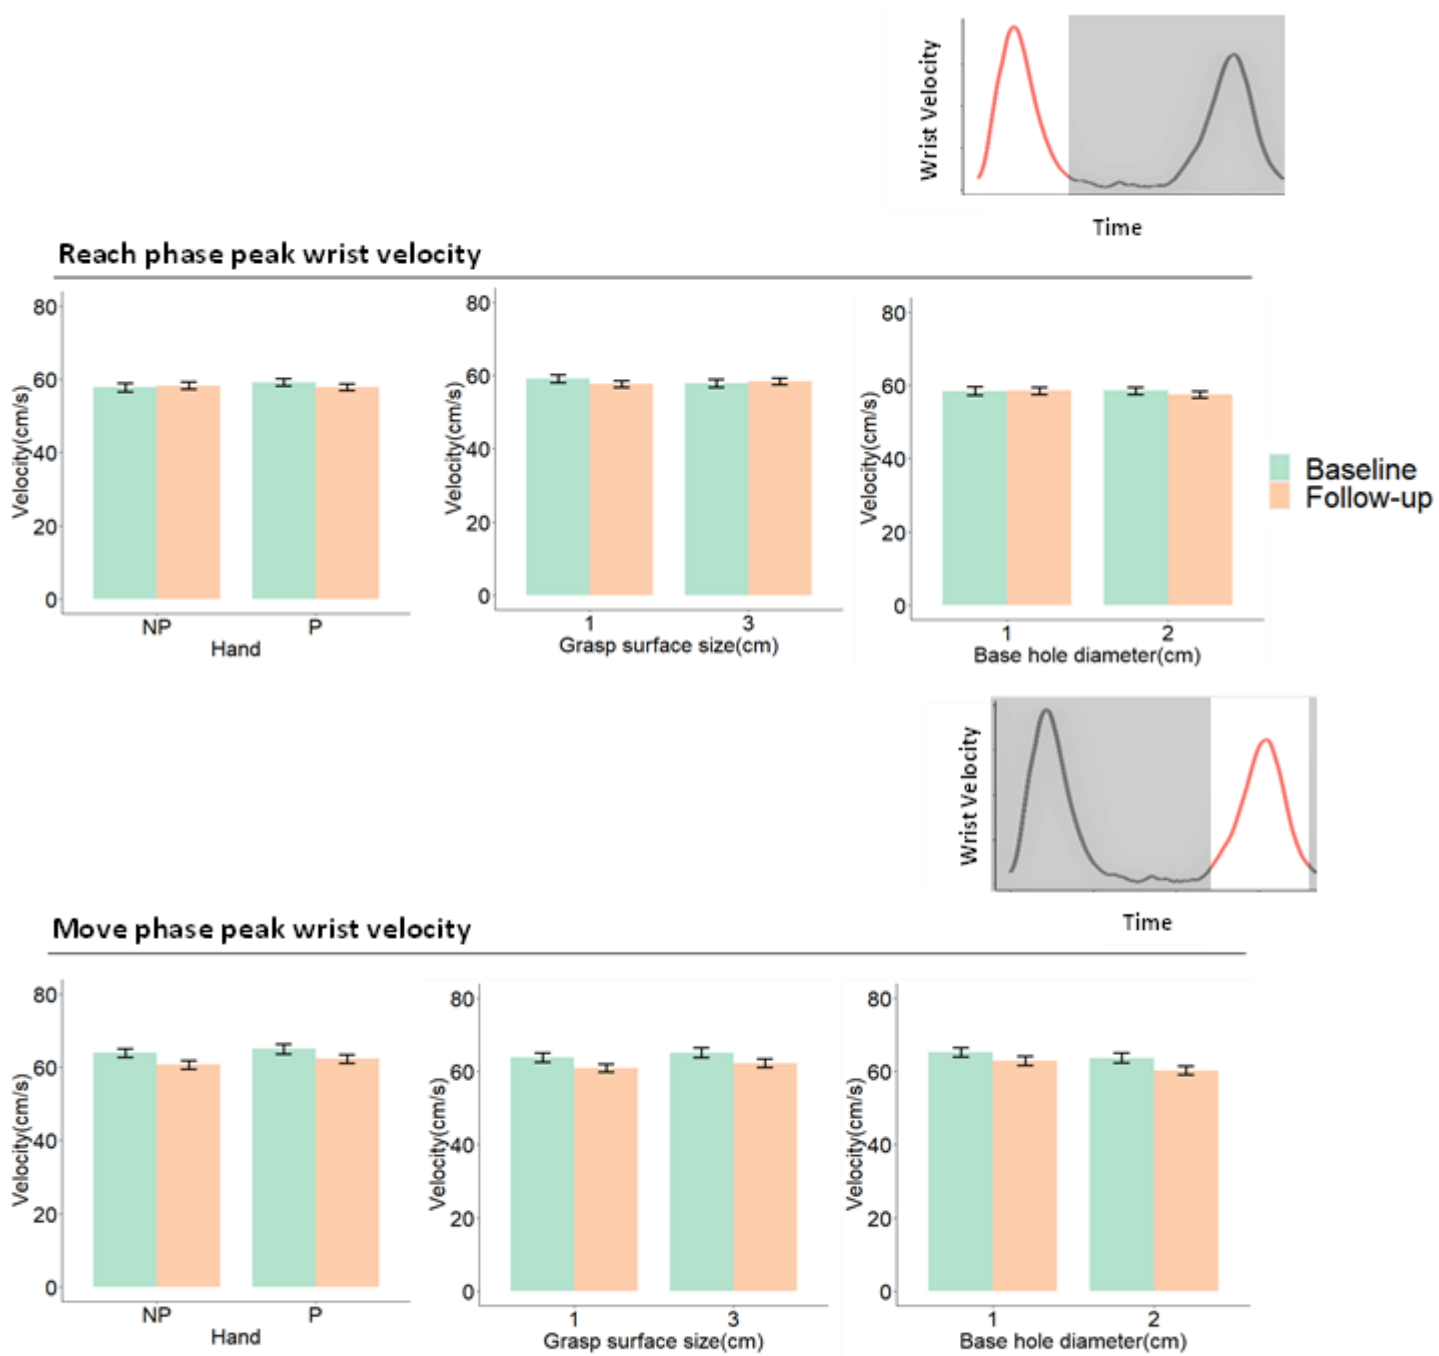 Wrist Velocity
Time
Reach phase peak wrist velocity
80
60
40
20
0
Velocity(cm/s)
NP P
Hand
80
60
40
20
0
Velocity(cm/s)
1 3
Grasp surface size(cm)
80
60
40
20
0
Velocity(cm/s)
1 2
Base hole diameter(cm)
Baseline
Follow-up
Wrist Velocity
Time
Move phase peak wrist velocity
80
60
40
20
0
Velocity(cm/s)
NP P
Hand
80
60
40
20
0
Velocity(cm/s)
1 3
Grasp surface size(cm)
80
60
40
20
0
Velocity(cm/s)
1 2
Base hole diameter(cm)